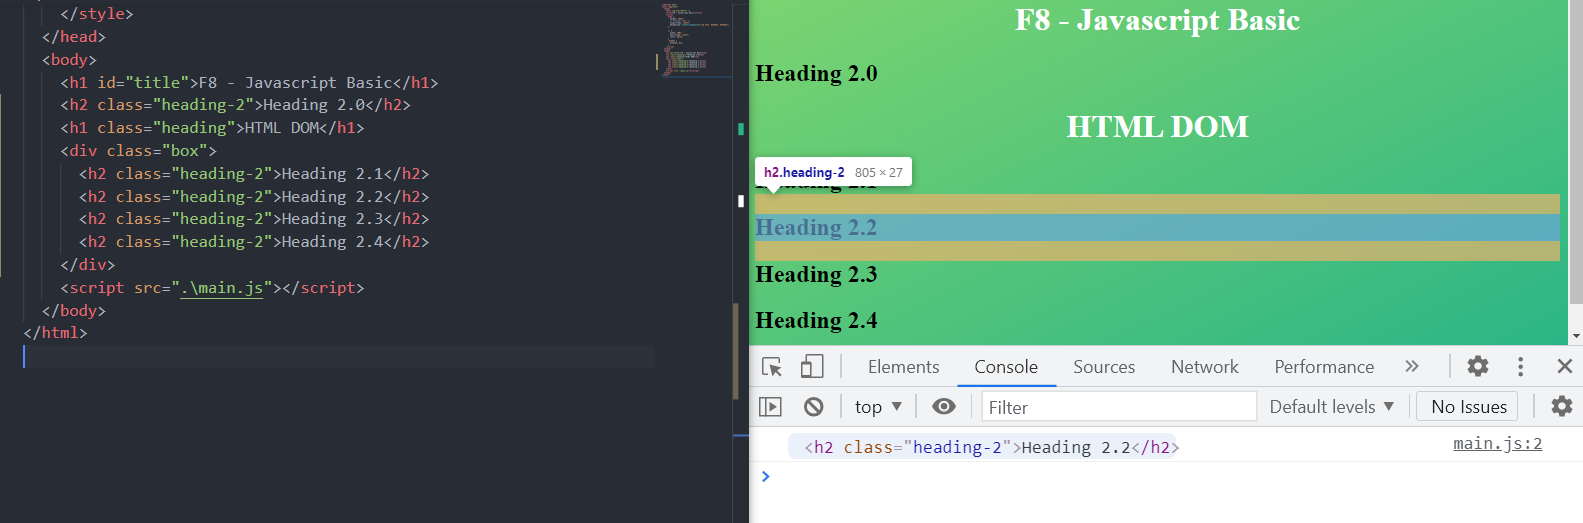 </style>
</head>
<body>
<h1 id="title">F8 - Javascript Basic</h1>
<h2 class="heading-2">Heading 2.0</h2>
<h1 class="heading">HTML DOM</h1>
<div class="box">
<h2 class="heading-2">Heading 2.1</h2>
<h2 class="heading-2">Heading 2.2</h2>
<h2 class="heading-2">Heading 2.3</h2>
<h2 class="heading-2">Heading 2.4</h2>
</div>
<script src=".\main.js"></script>
</body>
</html>
F8 - Javascript Basic
Heading 2.0
HTML DOM
h2.heading-2 805 × 27
Heading 2.2
Heading 2.3
Heading 2.4
Elements Console Sources Network Performance
top Filter Default levels No Issues
<h2 class="heading-2">Heading 2.2</h2> main.js:2